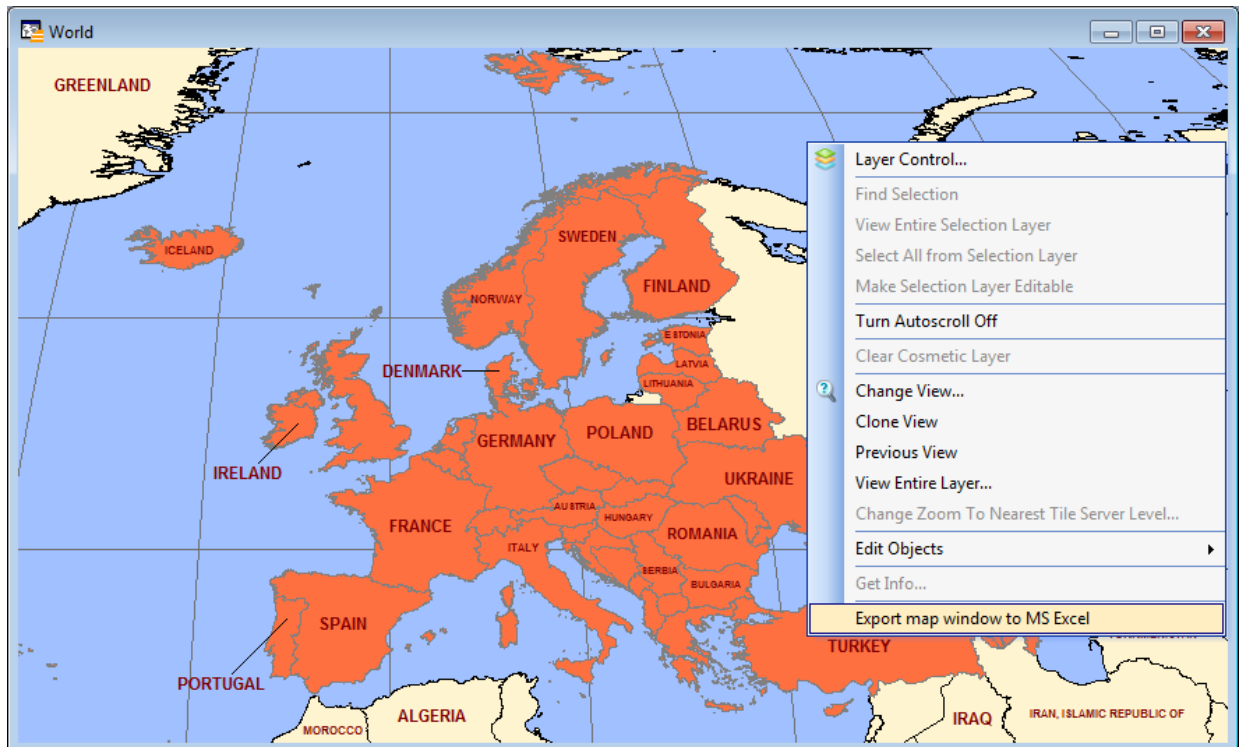 World
GREENLAND
Layer Control...
Find Selection
View Entire Selection Layer
Select All from Selection Layer
Make Selection Layer Editable
Turn Autoscroll Off
Clear Cosmetic Layer
Change View...
Clone View
Previous View
View Entire Layer...
Change Zoom To Nearest Tile Server Level...
Edit Objects
Get Info...
Export map window to MS Excel
ICELAND
SWEDEN
FINLAND
NORWAY
ESTONIA
LATVIA
DENMARK
LITHUANIA
BELARUS
POLAND
GERMANY
IRELAND
UKRAINE
AUSTRIA
HUNGARY
FRANCE
ROMANIA
ITALY
SERBIA
BULGARIA
SPAIN
TURKEY
PORTUGAL
ALGERIA
MOROCCO
IRAQ
IRAN, ISLAMIC REPUBLIC OF